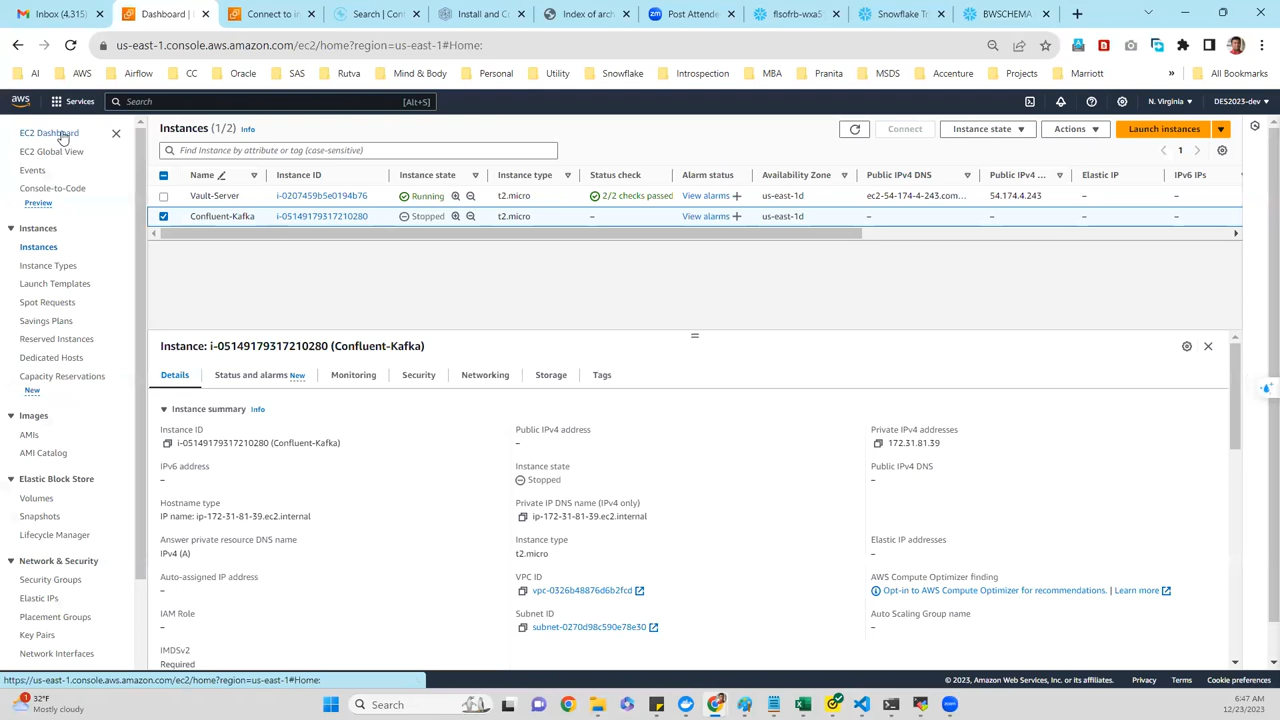 Inbox (4,315)
Dashboard |
Connect to in
Search | Conf
Install and Co
Index of arch
Post Attende
flsofrb-wxa5
Snowflake Tr
BWSCHEMA
us-east-1.console.aws.amazon.com/ec2/home?region=us-east-1#Home:
AI
AWS
Airflow
CC
Oracle
SAS
Rutva
Mind & Body
Personal
Utility
Snowflake
Introspection
MBA
Pranita
MSDS
Accenture
Projects
Marriott
»
All Bookmarks
aws
Services
Search
[Alt+S]
N. Virginia
DES2023-dev
EC2 Dashboard
EC2 Global View
Events
Console-to-Code
Preview
Instances
Instances
Instance Types
Launch Templates
Spot Requests
Savings Plans
Reserved Instances
Dedicated Hosts
Capacity Reservations
New
Images
AMIs
AMI Catalog
Elastic Block Store
Volumes
Snapshots
Lifecycle Manager
Network & Security
Security Groups
Elastic IPs
Placement Groups
Key Pairs
Network Interfaces
Instances (1/2) Info
Connect
Instance state
Actions
Launch instances
Find Instance by attribute or tag (case-sensitive)
1
Name Instance ID Instance state Instance type Status check Alarm status Availability Zone Public IPv4 DNS Public IPv4 ... Elastic IP IPv6 IPs
Vault-Server i-0207459b5e0194b76 Running t2.micro 2/2 checks passed View alarms us-east-1d ec2-54-174-4-243.com... 54.174.4.243 – –
Confluent-Kafka i-05149179317210280 Stopped t2.micro – View alarms us-east-1d – – – –
Instance: i-05149179317210280 (Confluent-Kafka)
Details
Status and alarms New
Monitoring
Security
Networking
Storage
Tags
Instance summary Info
Instance ID
i-05149179317210280 (Confluent-Kafka)
Public IPv4 address
–
Private IPv4 addresses
172.31.81.39
IPv6 address
–
Instance state
Stopped
Public IPv4 DNS
–
Hostname type
IP name: ip-172-31-81-39.ec2.internal
Private IP DNS name (IPv4 only)
ip-172-31-81-39.ec2.internal
Answer private resource DNS name
IPv4 (A)
Instance type
t2.micro
Elastic IP addresses
–
Auto-assigned IP address
–
VPC ID
vpc-0326b48876d6b2fcd
AWS Compute Optimizer finding
Opt-in to AWS Compute Optimizer for recommendations. | Learn more
IAM Role
–
Subnet ID
subnet-0270d98c590e78e30
Auto Scaling Group name
–
IMDSv2
Required
https://us-east-1.console.aws.amazon.com/ec2/home?region=us-east-1#Home:
© 2023, Amazon Web Services, Inc. or its affiliates.
Privacy
Terms
Cookie preferences
32°F
Mostly cloudy
Search
6:47 AM
12/23/2023